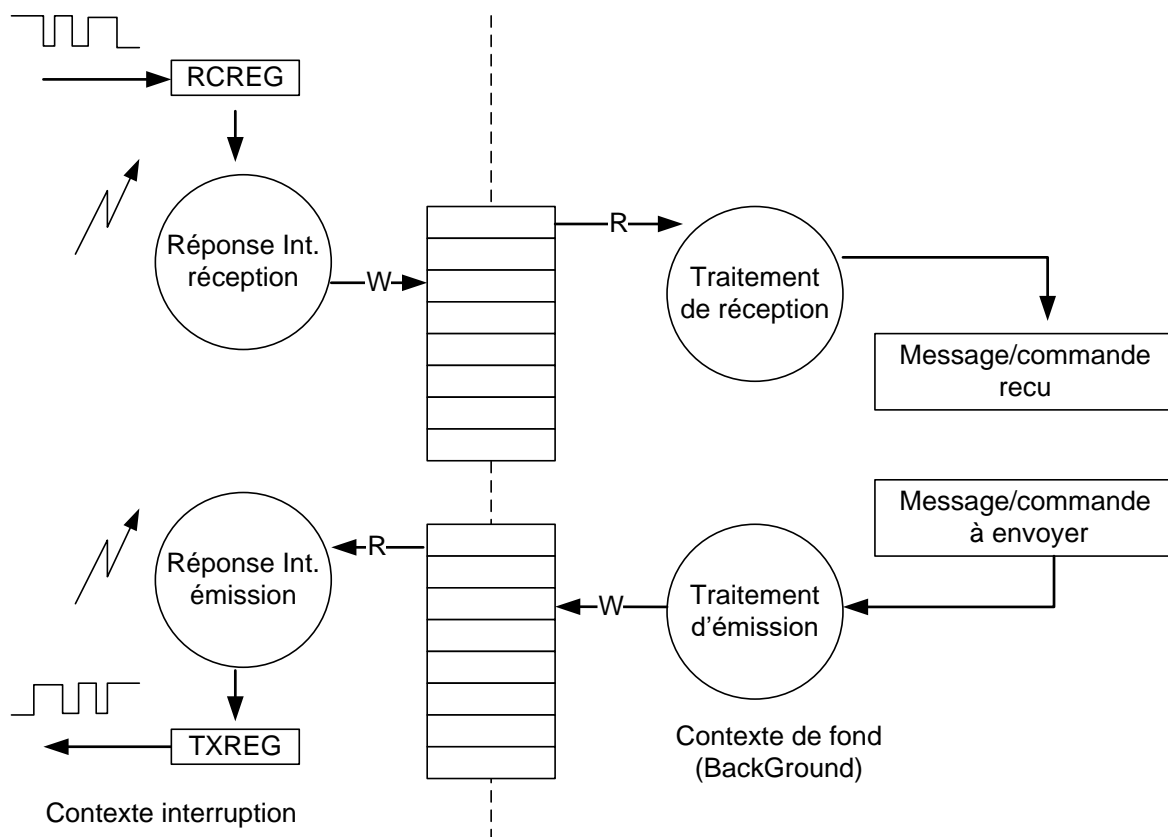 RCREG
Réponse Int.
réception
W
R
Traitement
de réception
Message/commande
recu
Message/commande
à envoyer
Réponse Int.
émission
R
W
Traitement
d'émission
TXREG
Contexte de fond
(BackGround)
Contexte interruption